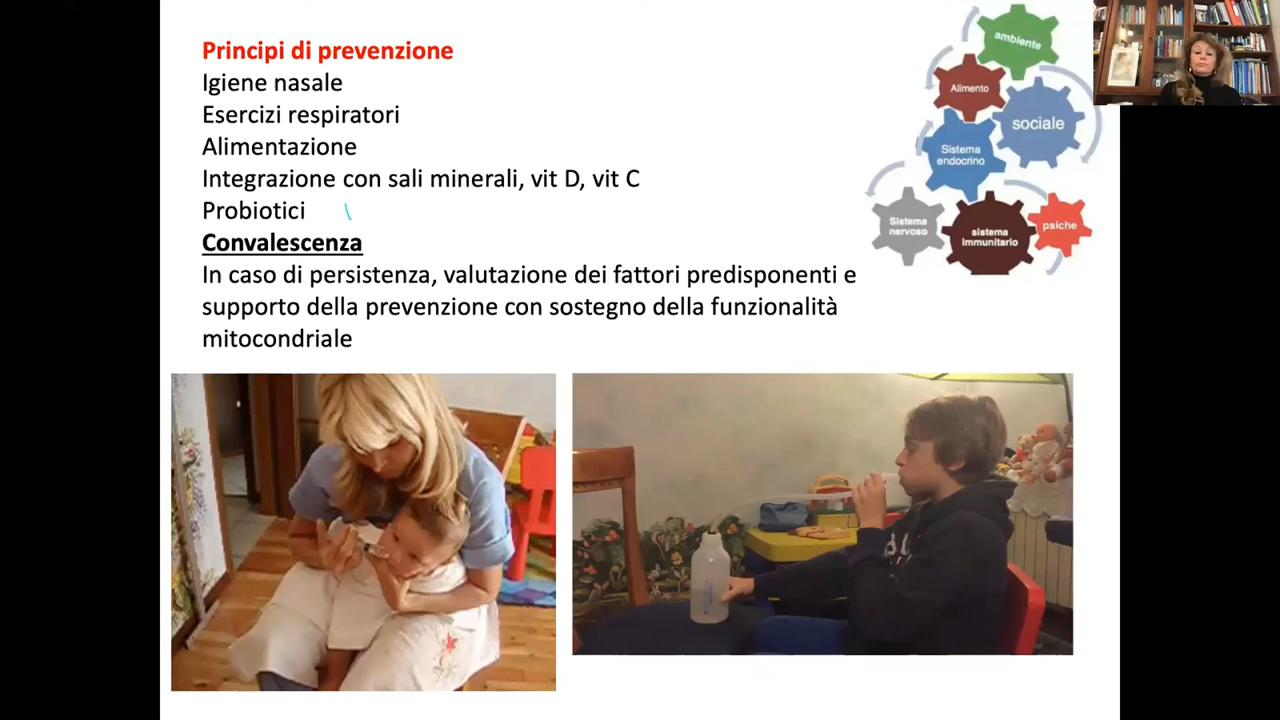 Principi di prevenzione
Igiene nasale
Esercizi respiratori
Alimentazione
Integrazione con sali minerali, vit D, vit C
Probiotici
Convalescenza
In caso di persistenza, valutazione dei fattori predisponenti e
supporto della prevenzione con sostegno della funzionalità
mitocondriale
ambiente
Alimento
sociale
Sistema
endocrino
Sistema
nervoso
sistema
immunitario
psiche